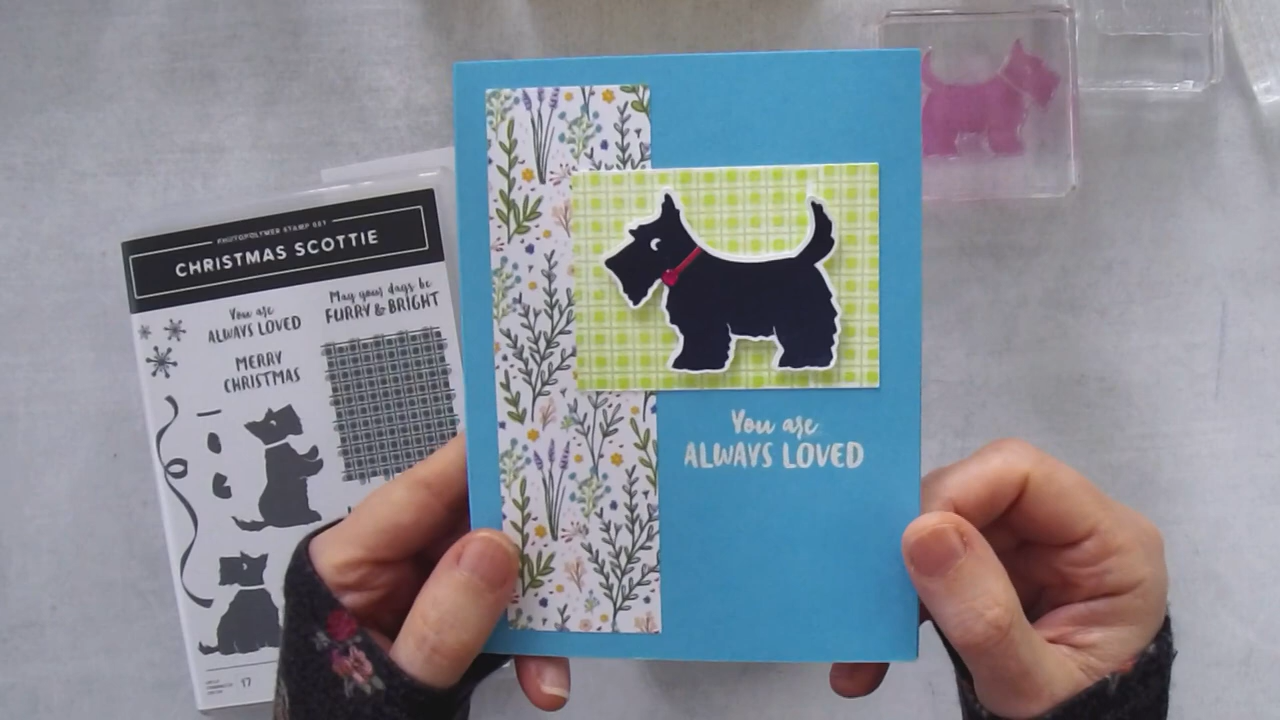 PHOTOPOLYMER STAMP SET
CHRISTMAS SCOTTIE
You are
ALWAYS LOVED
May your days be
FURRY & BRIGHT
MERRY
CHRISTMAS
17
You are
ALWAYS LOVED